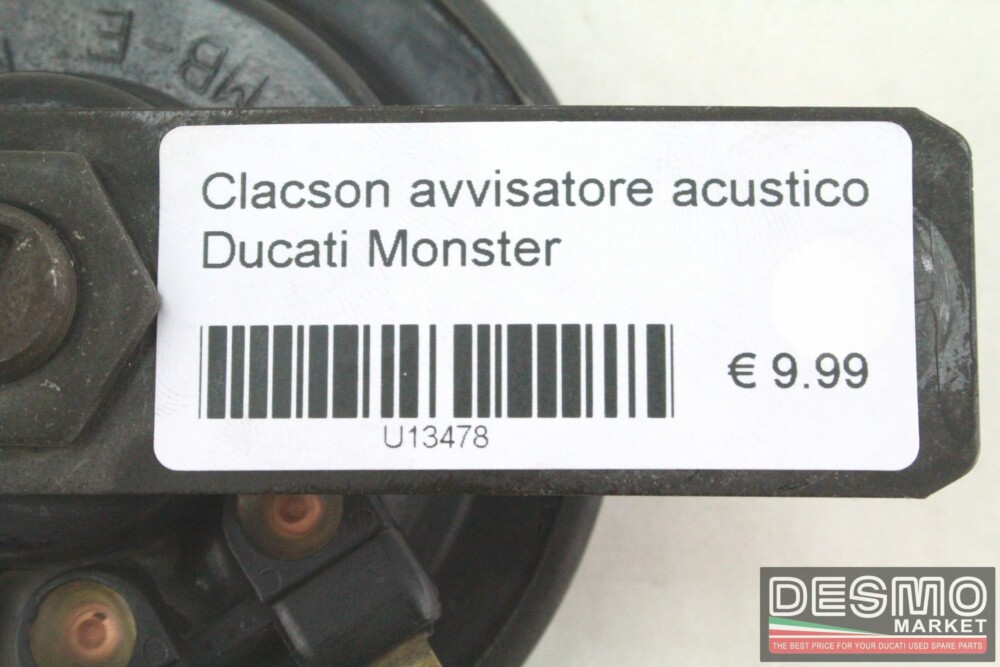 MB-E
Clacson avvisatore acustico
Ducati Monster
€ 9.99
U13478
DESMO
MARKET
THE BEST PRICE FOR YOUR DUCATI USED SPARE PARTS